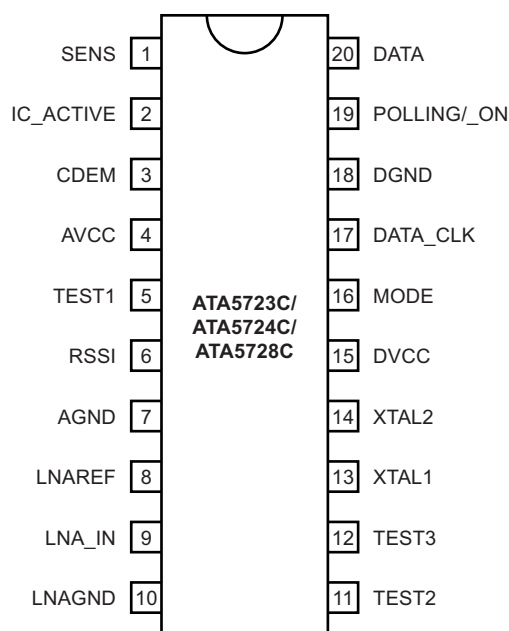 SENS 1 20 DATA
IC_ACTIVE 2 19 POLLING/_ON
CDEM 3 18 DGND
AVCC 4 17 DATA_CLK
TEST1 5 16 MODE
ATA5723C/
ATA5724C/
ATA5728C
RSSI 6 15 DVCC
AGND 7 14 XTAL2
LNAREF 8 13 XTAL1
LNA_IN 9 12 TEST3
LNAGND 10 11 TEST2